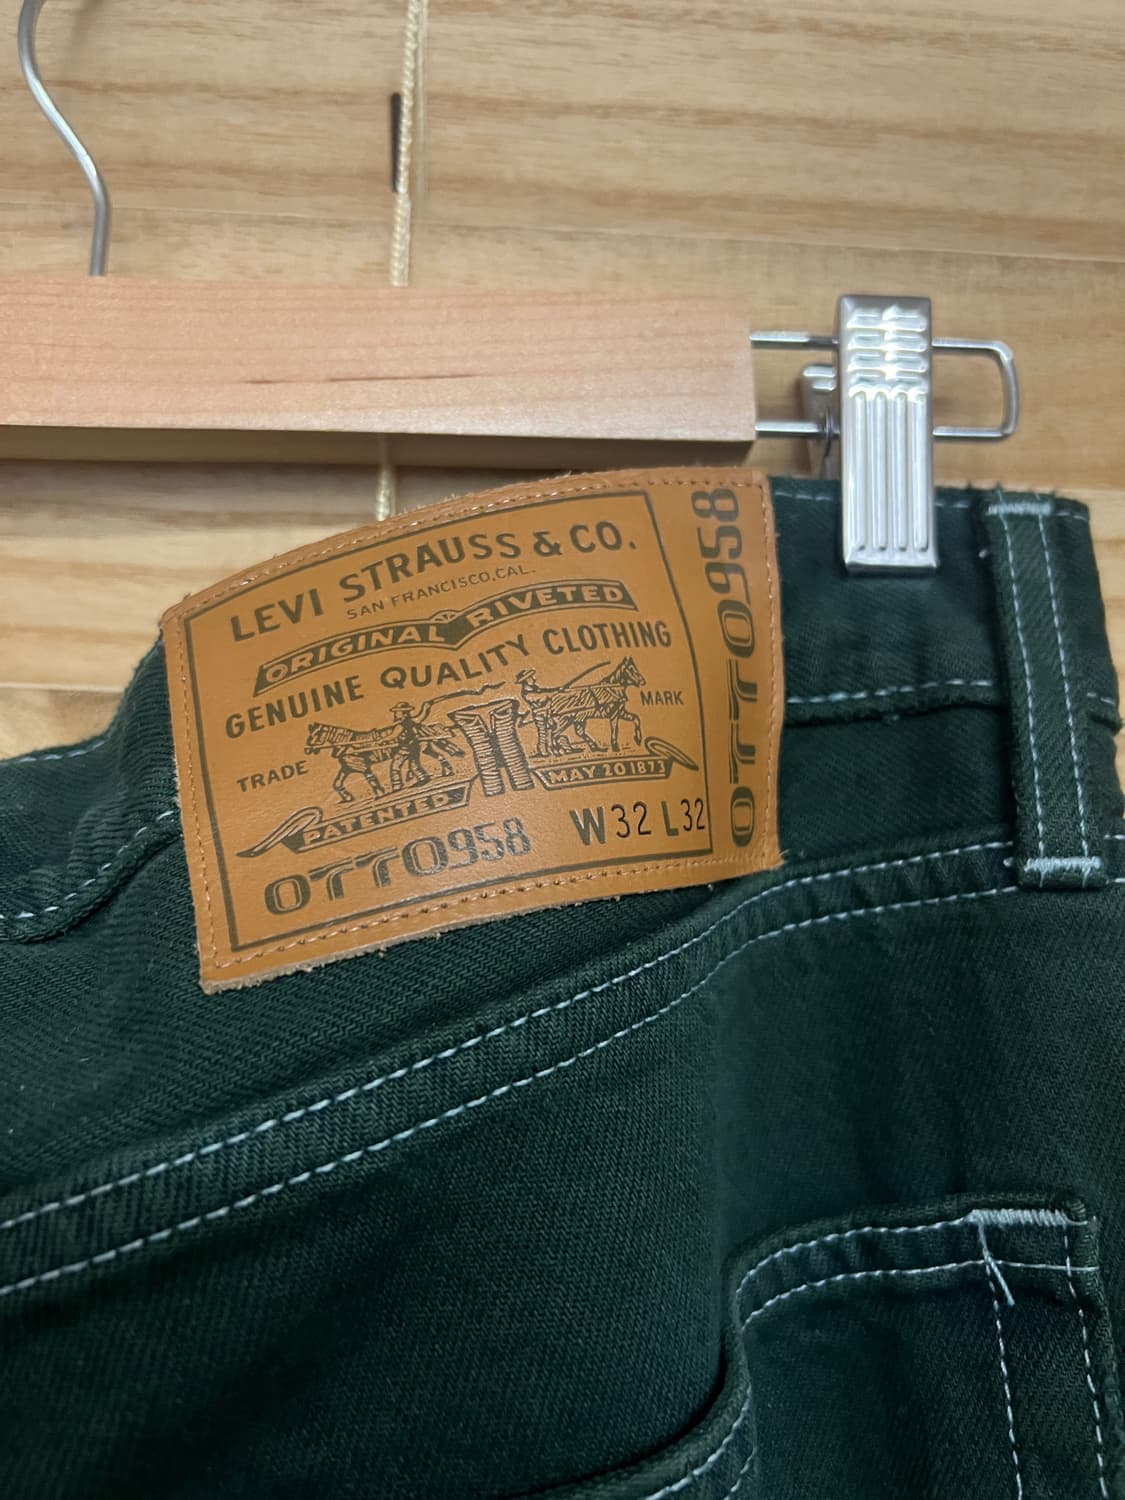 LEVI STRAUSS & CO.
SAN FRANCISCO,CAL.
ORIGINAL RIVETED
GENUINE QUALITY CLOTHING
TRADE MARK
PATENTED MAY 20 1873
OTTO958 W32 L32
OTTO958